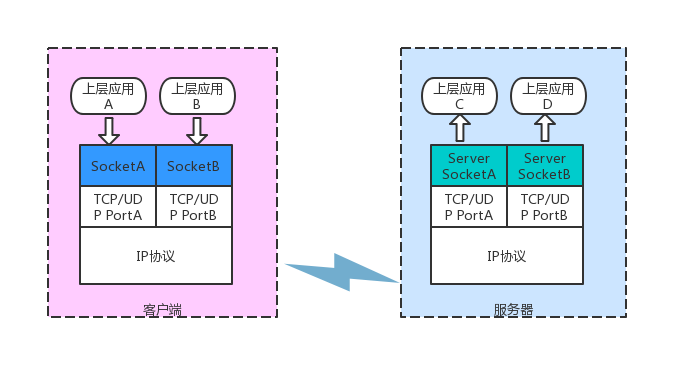 上层应用
A
上层应用
B
SocketA
SocketB
TCP/UD
P PortA
TCP/UD
P PortB
IP协议
客户端
上层应用
C
上层应用
D
Server
SocketA
Server
SocketB
TCP/UD
P PortA
TCP/UD
P PortB
IP协议
服务器